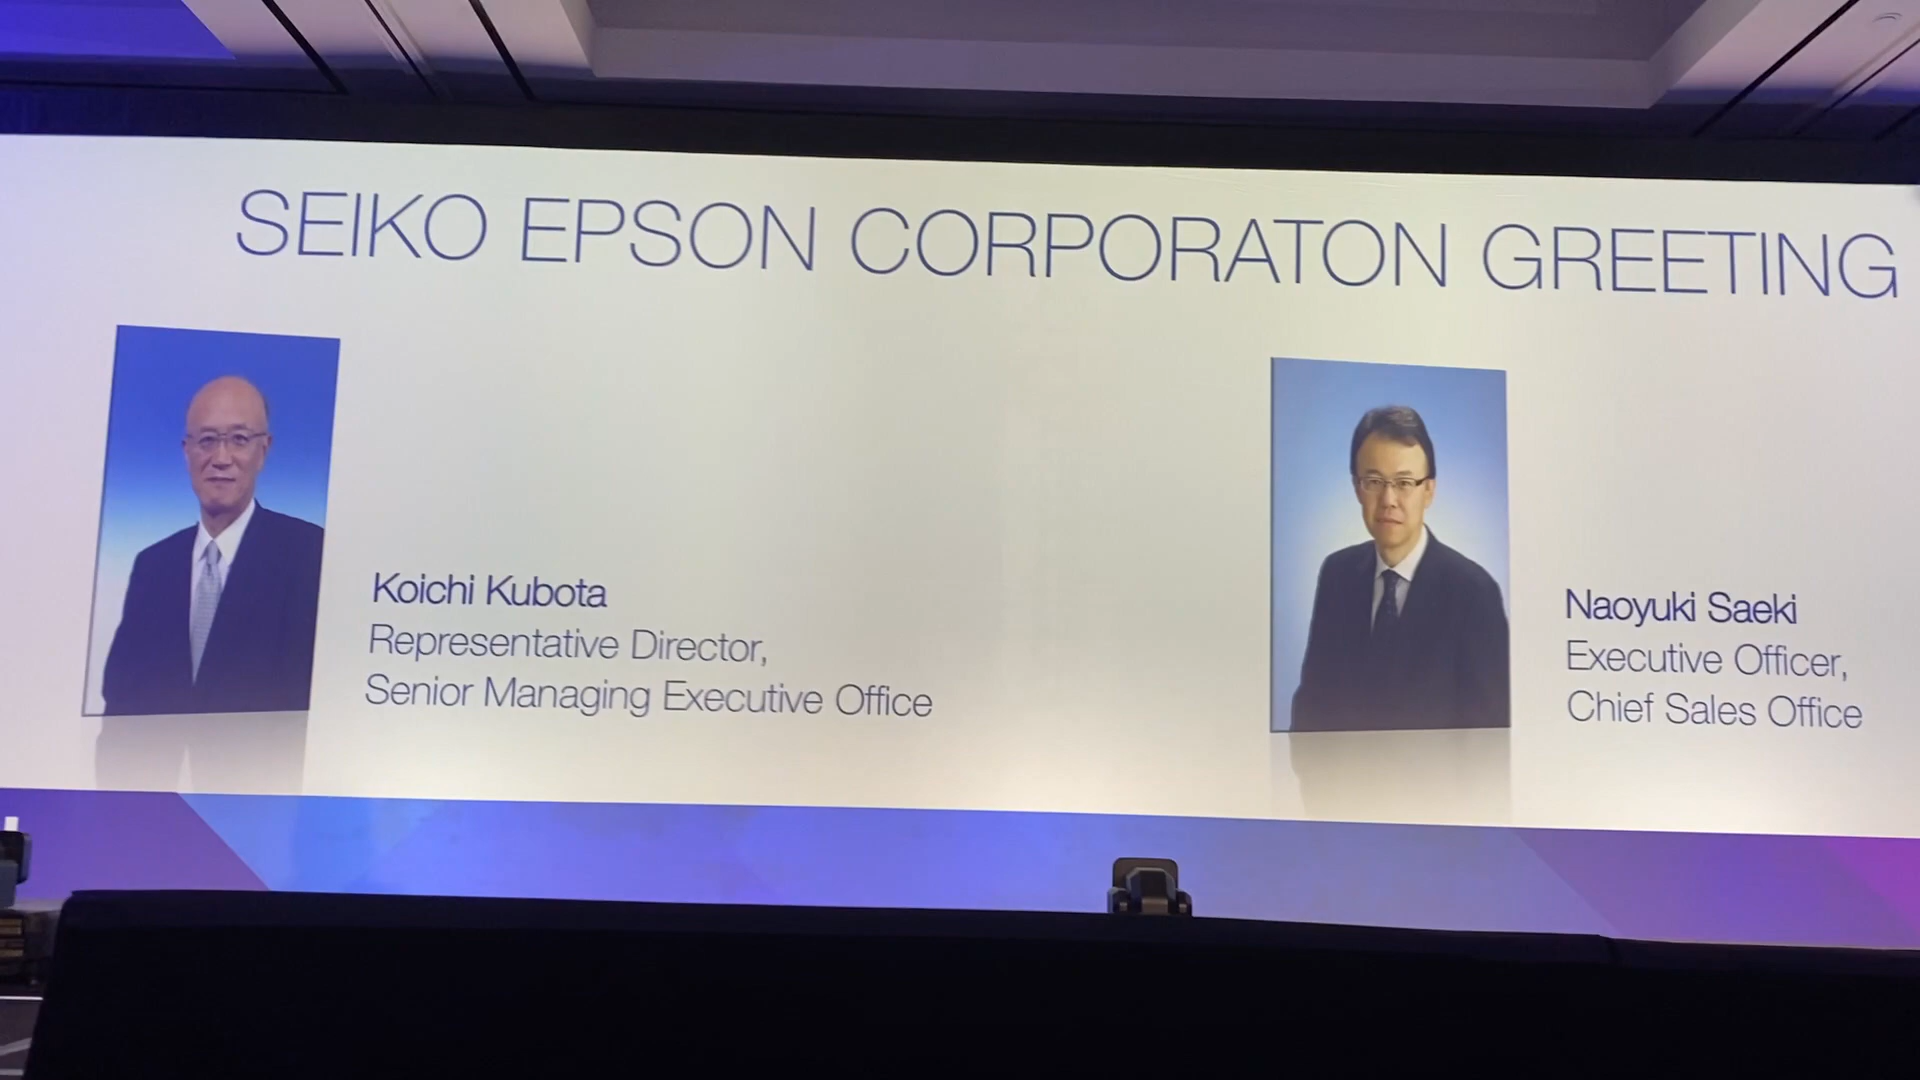 SEIKO EPSON CORPORATON GREETING
Koichi Kubota
Representative Director,
Senior Managing Executive Office
Naoyuki Saeki
Executive Officer,
Chief Sales Office